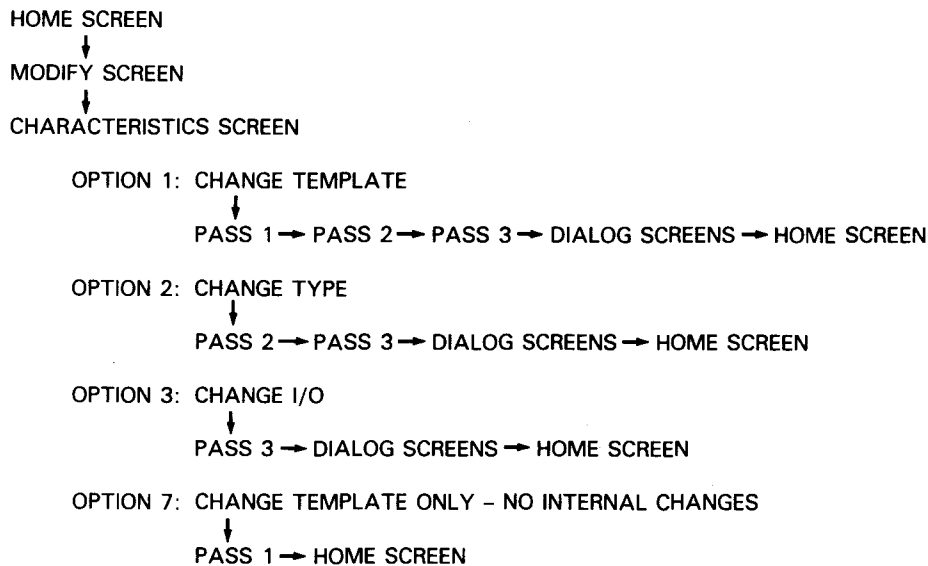 HOME SCREEN
MODIFY SCREEN
CHARACTERISTICS SCREEN
OPTION 1: CHANGE TEMPLATE
PASS 1 → PASS 2 → PASS 3 → DIALOG SCREENS → HOME SCREEN
OPTION 2: CHANGE TYPE
PASS 2 → PASS 3 → DIALOG SCREENS → HOME SCREEN
OPTION 3: CHANGE I/O
PASS 3 → DIALOG SCREENS → HOME SCREEN
OPTION 7: CHANGE TEMPLATE ONLY – NO INTERNAL CHANGES
PASS 1 → HOME SCREEN